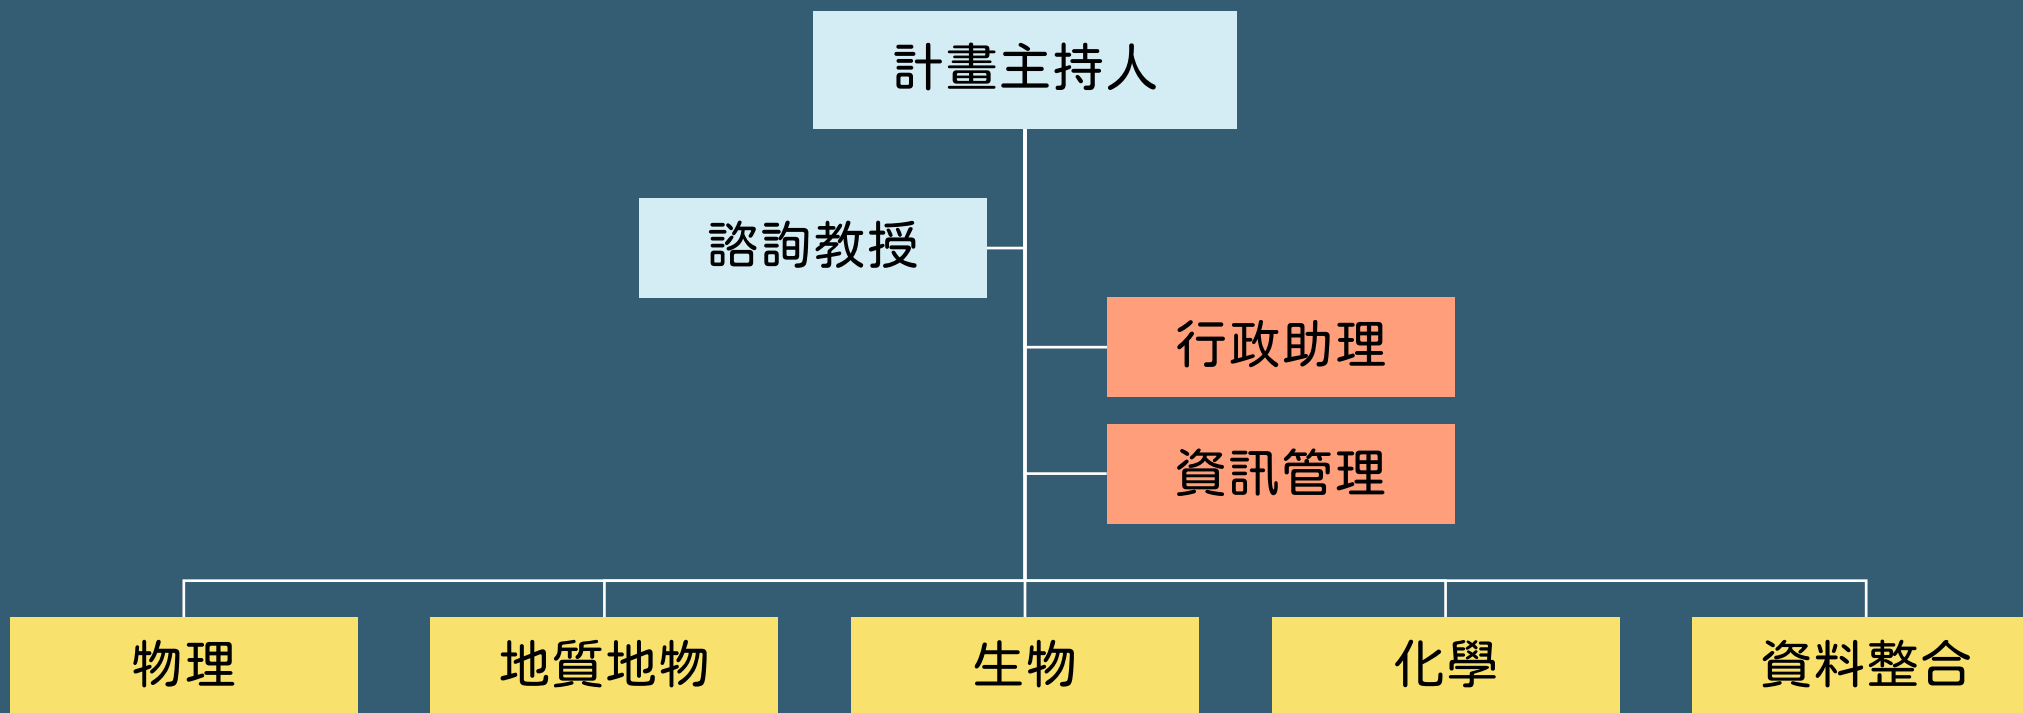 計畫主持人
諮詢教授
行政助理
資訊管理
物理
地質地物
生物
化學
資料整合